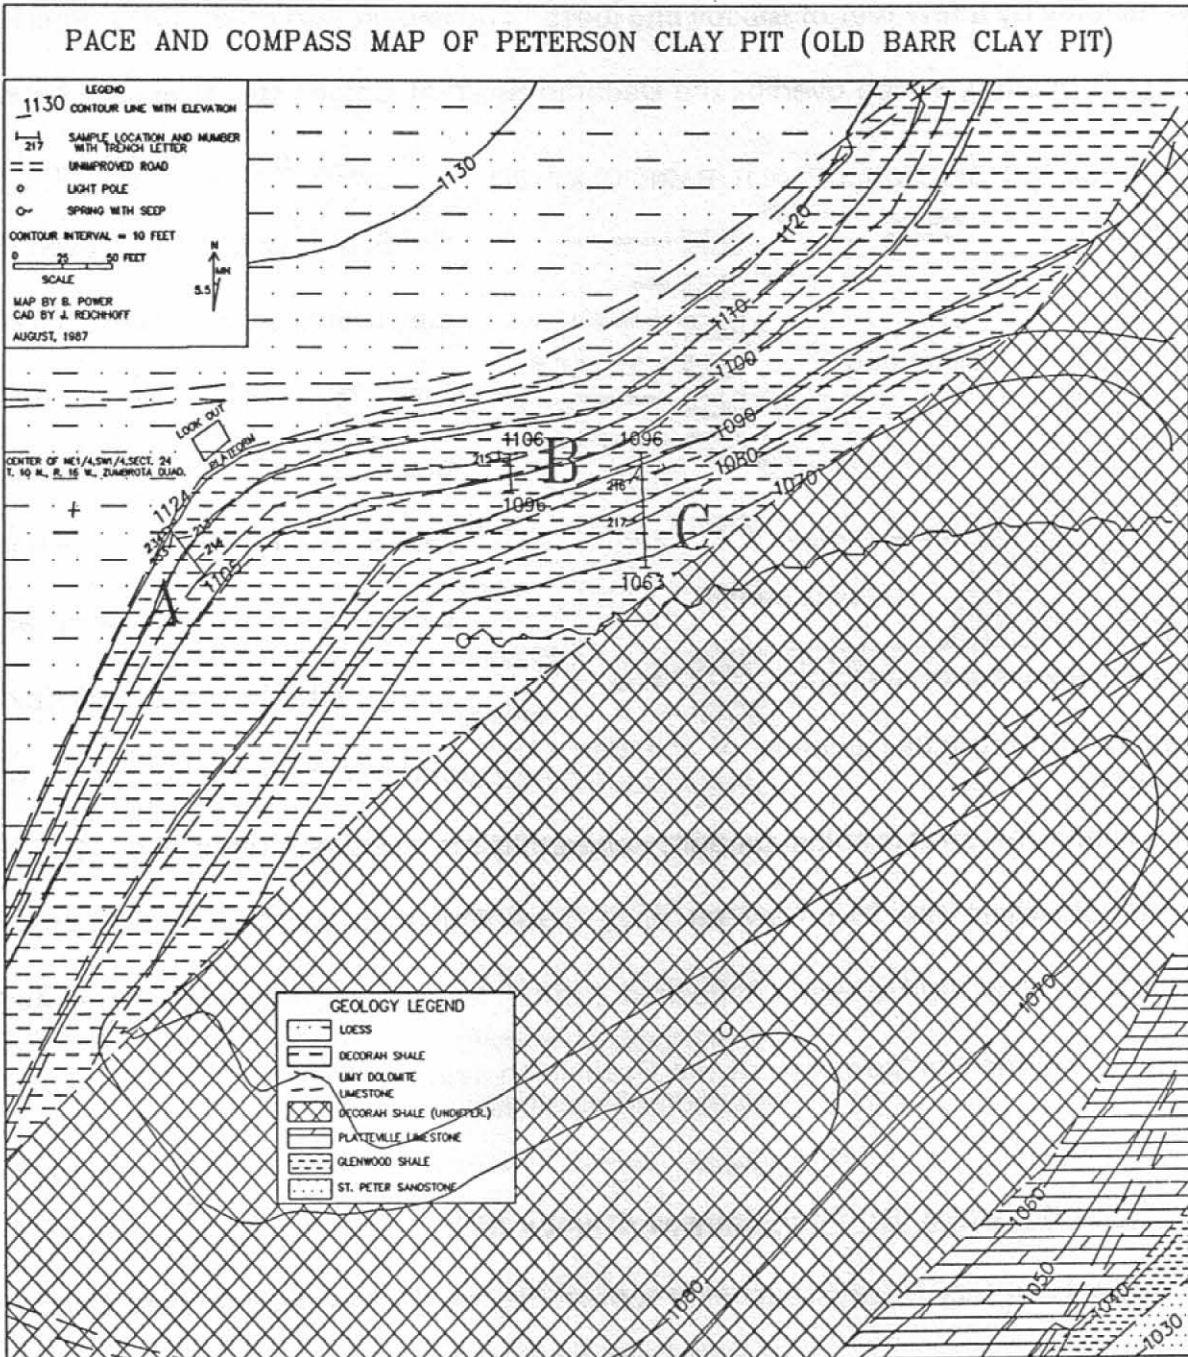 PACE AND COMPASS MAP OF PETERSON CLAY PIT (OLD BARR CLAY PIT)
LEGEND
1130 CONTOUR LINE WITH ELEVATION
217 SAMPLE LOCATION AND NUMBER
WITH TRENCH LETTER
UNIMPROVED ROAD
LIGHT POLE
SPRING WITH SEEP
CONTOUR INTERVAL = 10 FEET
0 25 50 FEET
SCALE
N
MN
5.5
MAP BY B. POWER
CAD BY J. REICHHOFF
AUGUST, 1987
1130
1120
1110
1100
1090
1080
1070
LOOK OUT
PLATFORM
CENTER OF NE1/4,SW1/4,SECT. 24
T. 10 N., R. 16 W., ZUMBROTA QUAD.
1124
213
214
1105
A
1106
215
B
1096
1096
216
217
C
1063
1070
GEOLOGY LEGEND
LOESS
DECORAH SHALE
LIMY DOLOMITE
LIMESTONE
DECORAH SHALE (UNDIFFER.)
PLATTEVILLE LIMESTONE
GLENWOOD SHALE
ST. PETER SANDSTONE
1080
1060
1050
1040
1030